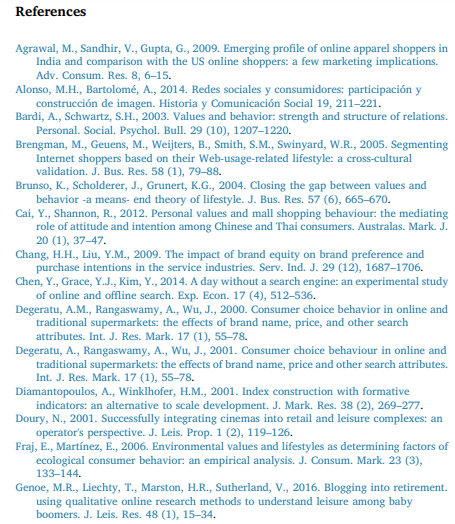 References
Agrawal, M., Sandhir, V., Gupta, G., 2009. Emerging profile of online apparel shoppers in
India and comparison with the US online shoppers: a few marketing implications.
Adv. Consum. Res. 8, 6–15.
Alonso, M.H., Bartolomé, A., 2014. Redes sociales y consumidores: participación y
construcción de imagen. Historia y Comunicación Social 19, 211–221.
Bardi, A., Schwartz, S.H., 2003. Values and behavior: strength and structure of relations.
Personal. Social. Psychol. Bull. 29 (10), 1207–1220.
Brengman, M., Geuens, M., Weijters, B., Smith, S.M., Swinyard, W.R., 2005. Segmenting
Internet shoppers based on their Web-usage-related lifestyle: a cross-cultural
validation. J. Bus. Res. 58 (1), 79–88.
Brunso, K., Scholderer, J., Grunert, K.G., 2004. Closing the gap between values and
behavior -a means- end theory of lifestyle. J. Bus. Res. 57 (6), 665–670.
Cai, Y., Shannon, R., 2012. Personal values and mall shopping behaviour: the mediating
role of attitude and intention among Chinese and Thai consumers. Australas. Mark. J.
20 (1), 37–47.
Chang, H.H., Liu, Y.M., 2009. The impact of brand equity on brand preference and
purchase intentions in the service industries. Serv. Ind. J. 29 (12), 1687–1706.
Chen, Y., Grace, Y.J., Kim, Y., 2014. A day without a search engine: an experimental study
of online and offline search. Exp. Econ. 17 (4), 512–536.
Degeratu, A.M., Rangaswamy, A., Wu, J., 2000. Consumer choice behavior in online and
traditional supermarkets: the effects of brand name, price, and other search
attributes. Int. J. Res. Mark. 17 (1), 55–78.
Degeratu, A., Rangaswamy, A., Wu, J., 2001. Consumer choice behaviour in online and
traditional supermarkets: the effects of brand name, price and other search attributes.
Int. J. Res. Mark. 17 (1), 55–78.
Diamantopoulos, A., Winklhofer, H.M., 2001. Index construction with formative
indicators: an alternative to scale development. J. Mark. Res. 38 (2), 269–277.
Doury, N., 2001. Successfully integrating cinemas into retail and leisure complexes: an
operator's perspective. J. Leis. Prop. 1 (2), 119–126.
Fraj, E., Martínez, E., 2006. Environmental values and lifestyles as determining factors of
ecological consumer behavior: an empirical analysis. J. Consum. Mark. 23 (3),
133–144.
Genoe, M.R., Liechty, T., Marston, H.R., Sutherland, V., 2016. Blogging into retirement.
using qualitative online research methods to understand leisure among baby
boomers. J. Leis. Res. 48 (1), 15–34.